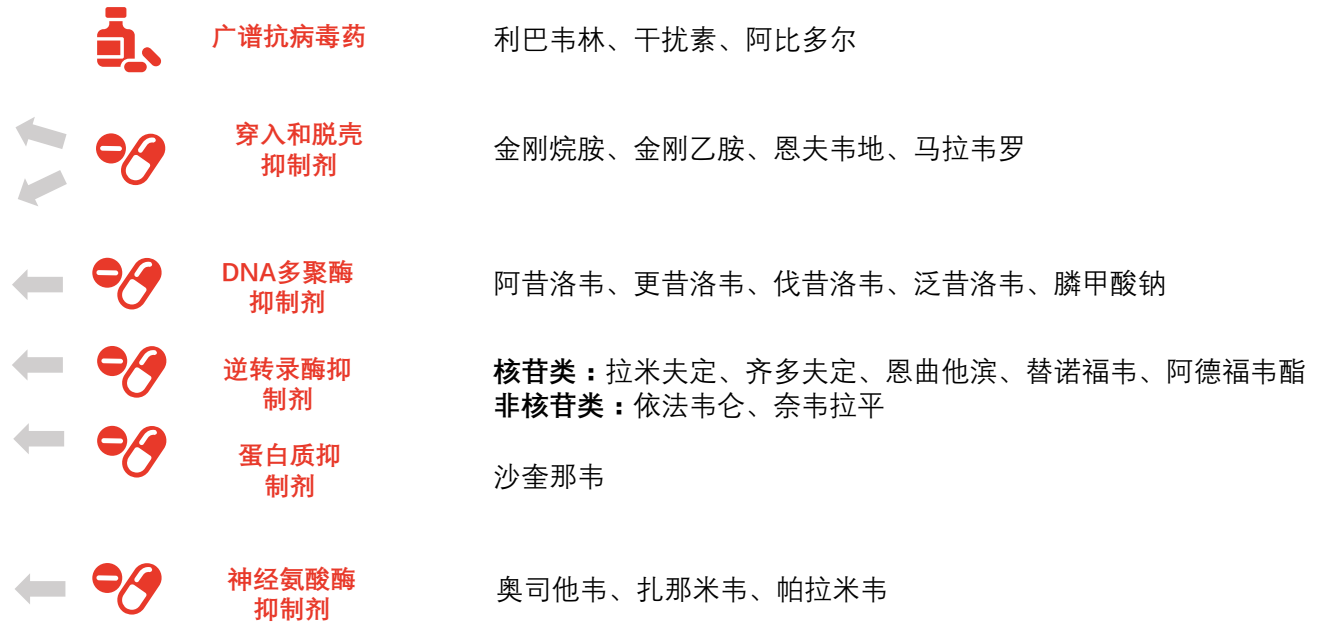 广谱抗病毒药
利巴韦林、干扰素、阿比多尔
穿入和脱壳
抑制剂
金刚烷胺、金刚乙胺、恩夫韦地、马拉韦罗
DNA多聚酶
抑制剂
阿昔洛韦、更昔洛韦、伐昔洛韦、泛昔洛韦、膦甲酸钠
逆转录酶抑
制剂
核苷类：拉米夫定、齐多夫定、恩曲他滨、替诺福韦、阿德福韦酯
非核苷类：依法韦仑、奈韦拉平
蛋白质抑
制剂
沙奎那韦
神经氨酸酶
抑制剂
奥司他韦、扎那米韦、帕拉米韦